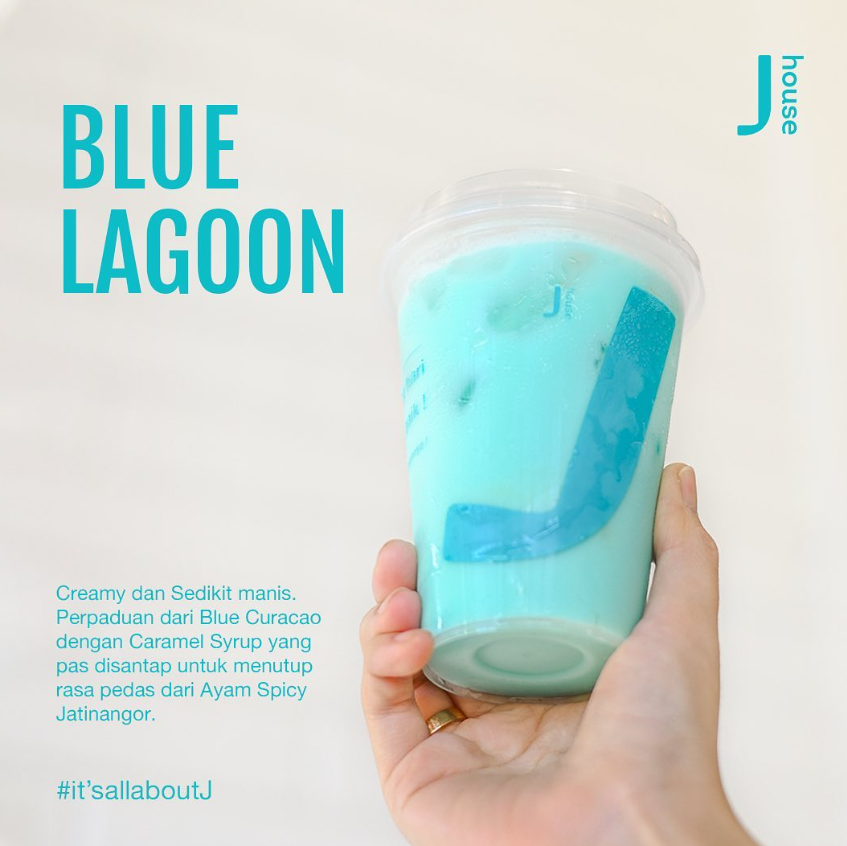 BLUE
LAGOON
J house
J house
Creamy dan Sedikit manis.
Perpaduan dari Blue Curacao
dengan Caramel Syrup yang
pas disantap untuk menutup
rasa pedas dari Ayam Spicy
Jatinangor.
#it'sallaboutJ